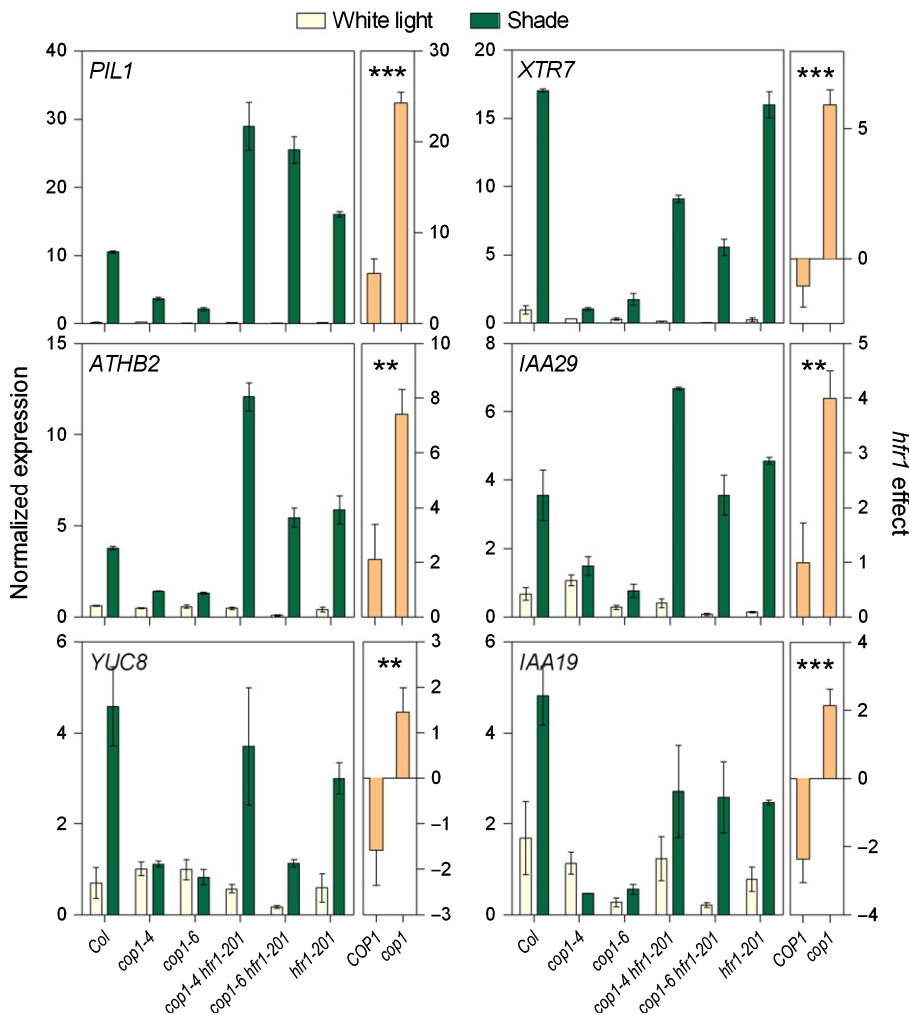 White light Shade
Normalized expression
hfr1 effect
PIL1
40
30
20
10
0
***
30
20
10
0
XTR7
20
15
10
5
0
***
5
0
ATHB2
15
10
5
0
**
10
8
6
4
2
0
IAA29
8
6
4
2
0
**
5
4
3
2
1
0
YUC8
6
4
2
0
**
3
2
1
0
−1
−2
−3
IAA19
6
4
2
0
***
4
2
0
−2
−4
Col
cop1-4
cop1-6
cop1-4 hfr1-201
cop1-6 hfr1-201
hfr1-201
COP1
cop1
Col
cop1-4
cop1-6
cop1-4 hfr1-201
cop1-6 hfr1-201
hfr1-201
COP1
cop1